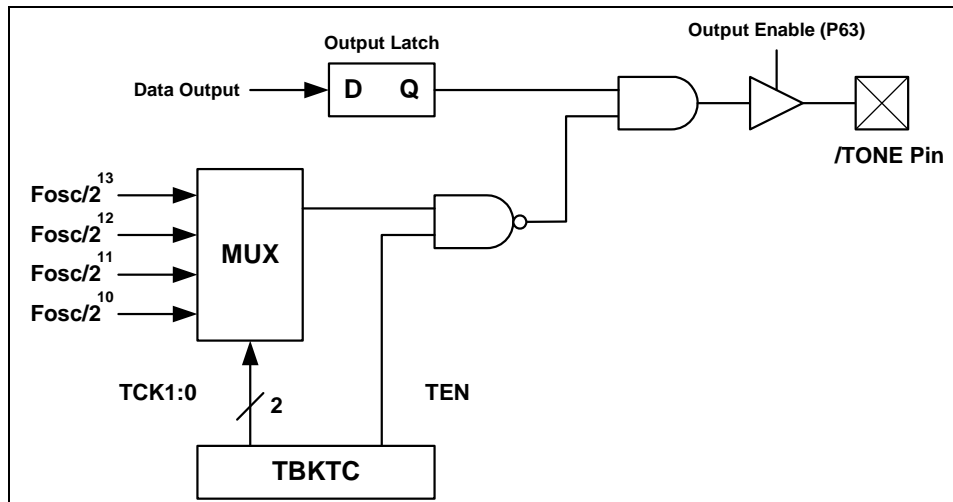 Output Enable (P63)
Output Latch
Data Output
D Q
/TONE Pin
Fosc/2^13
Fosc/2^12
Fosc/2^11
Fosc/2^10
MUX
TCK1:0
2
TEN
TBKTC